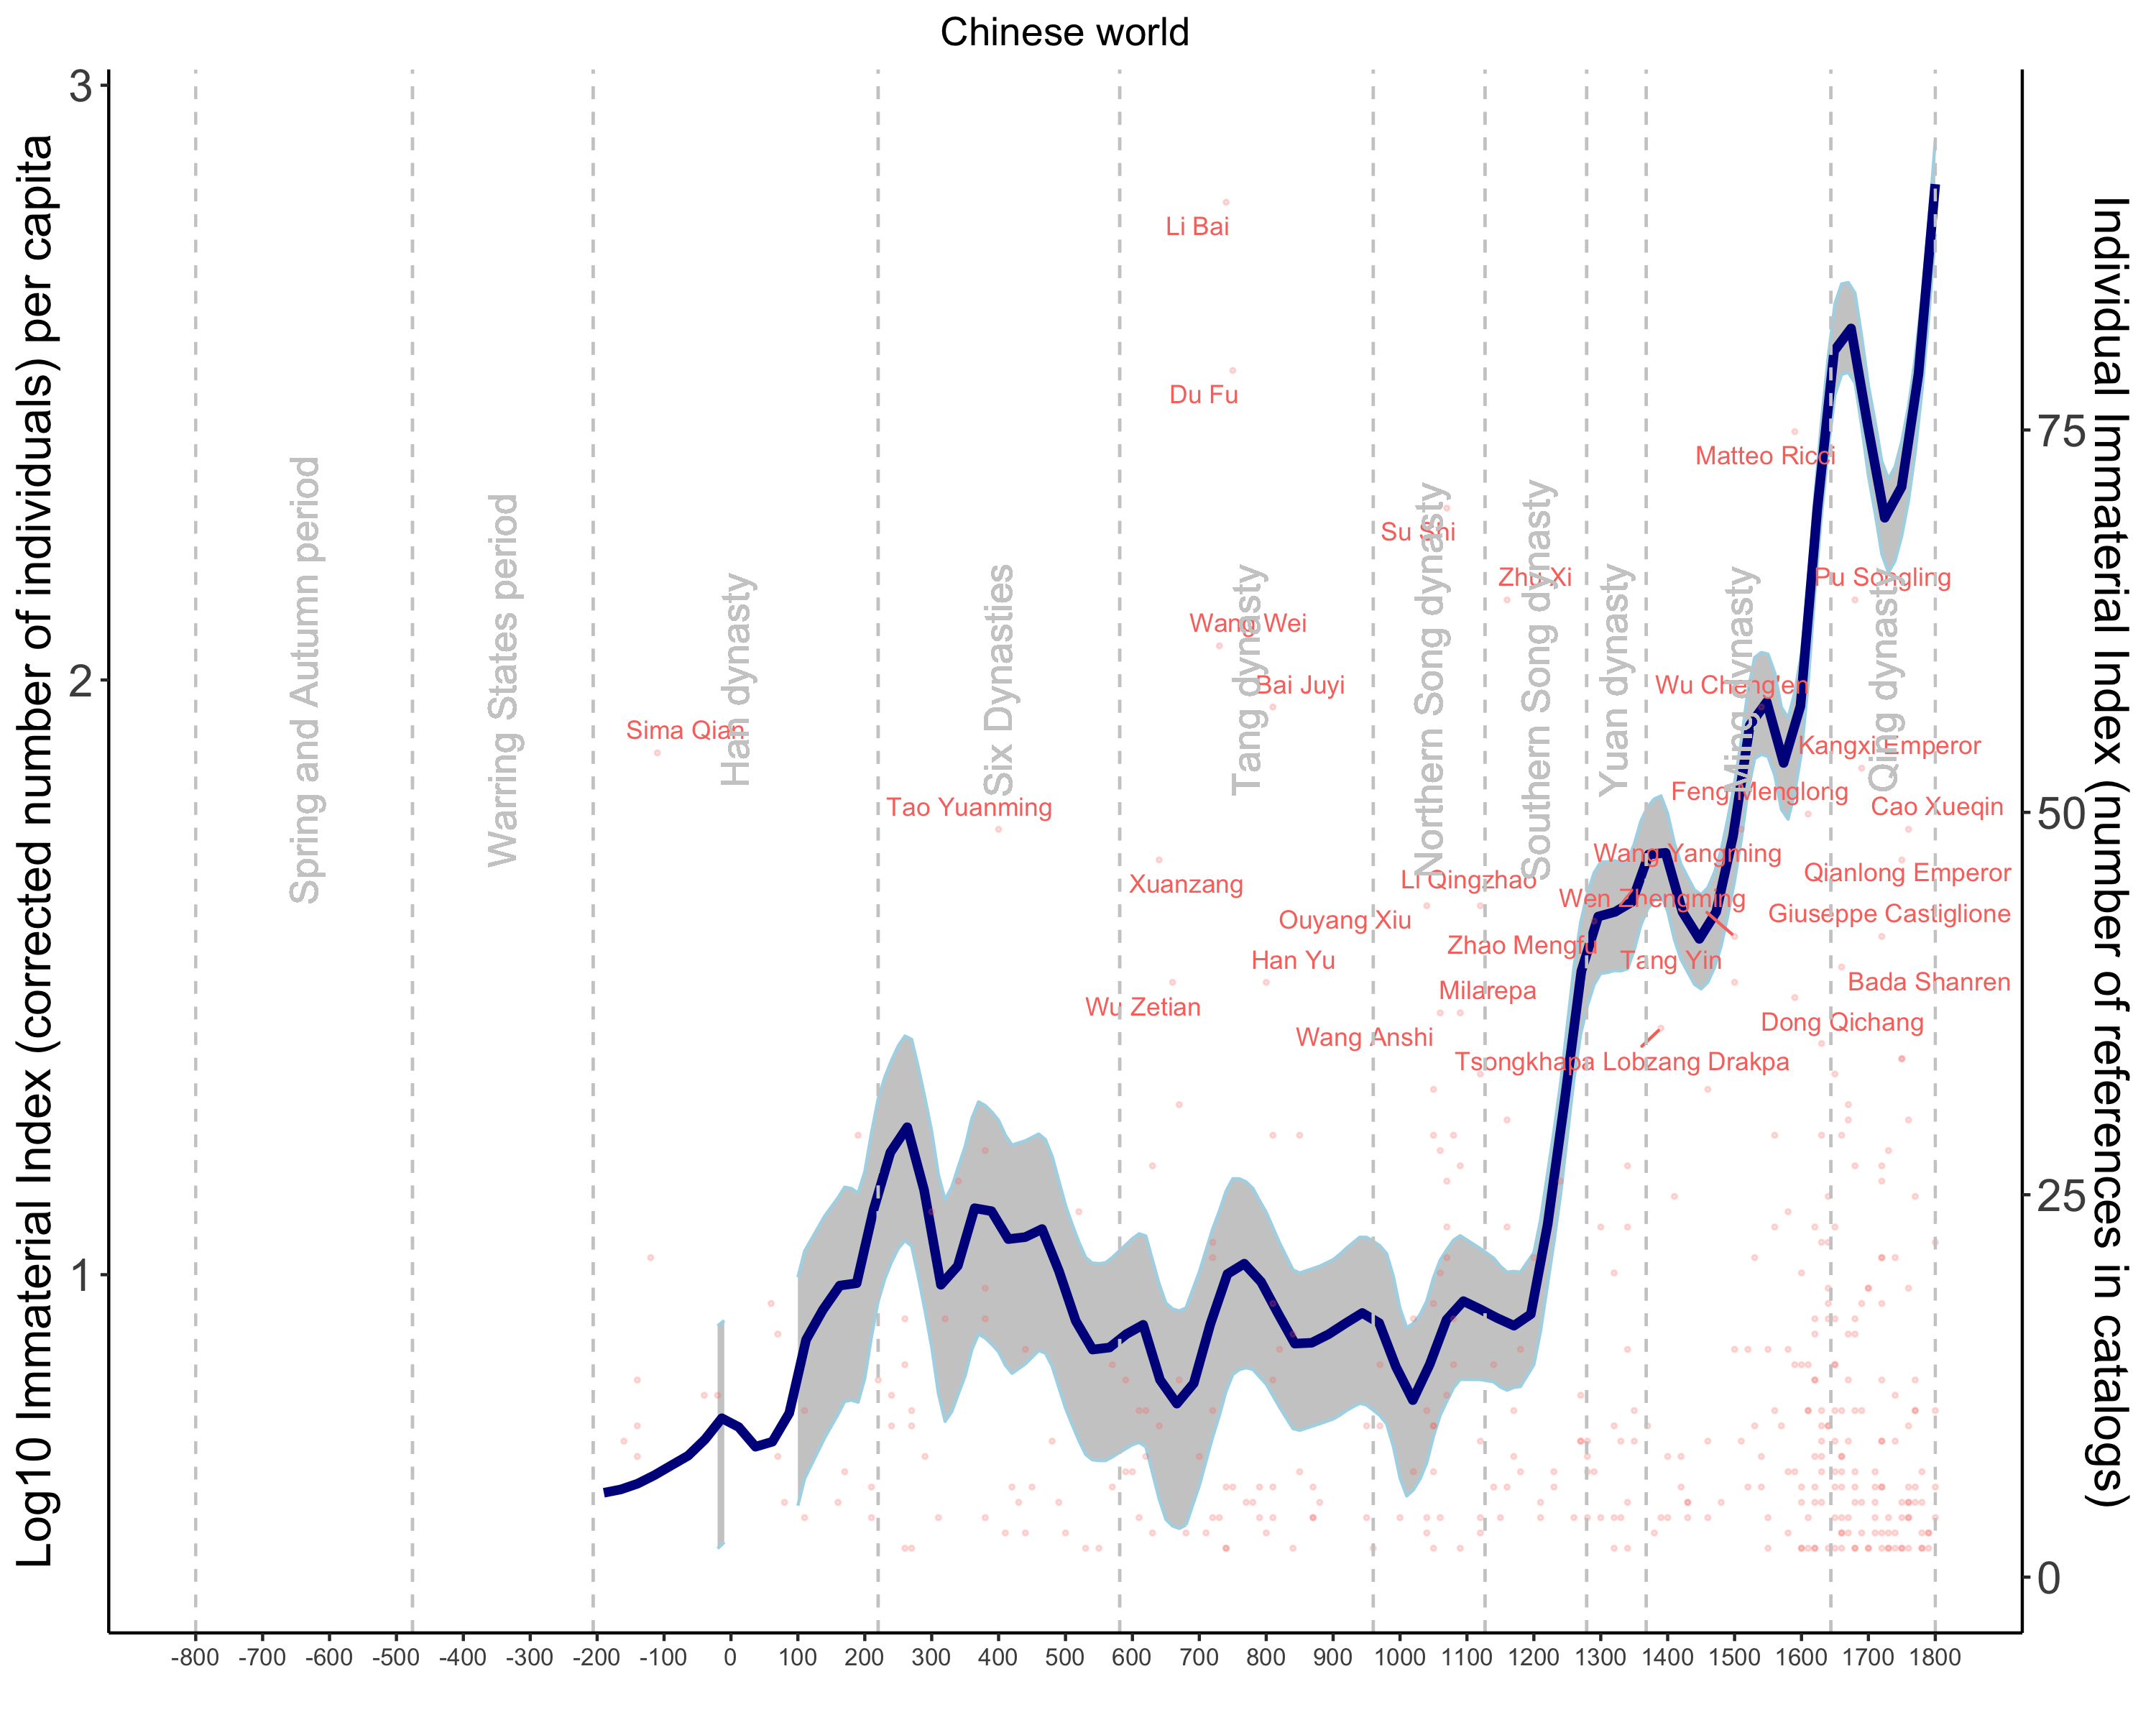 Chinese world
Log10 Immaterial Index (corrected number of individuals) per capita
3
2
1
Individual Immaterial Index (number of references in catalogs)
75
50
25
0
Spring and Autumn period
Warring States period
Han dynasty
Six Dynasties
Tang dynasty
Northern Song dynasty
Southern Song dynasty
Yuan dynasty
Ming dynasty
Qing dynasty
Li Bai
Du Fu
Matteo Ricci
Su Shi
Zhu Xi
Pu Songling
Wang Wei
Bai Juyi
Wu Cheng'en
Sima Qian
Kangxi Emperor
Feng Menglong
Tao Yuanming
Cao Xueqin
Wang Yangming
Xuanzang
Li Qingzhao
Qianlong Emperor
Wen Zhengming
Ouyang Xiu
Giuseppe Castiglione
Zhao Mengfu
Han Yu
Tang Yin
Milarepa
Bada Shanren
Wu Zetian
Wang Anshi
Dong Qichang
Tsongkhapa Lobzang Drakpa
-800 -700 -600 -500 -400 -300 -200 -100 0 100 200 300 400 500 600 700 800 900 1000 1100 1200 1300 1400 1500 1600 1700 1800